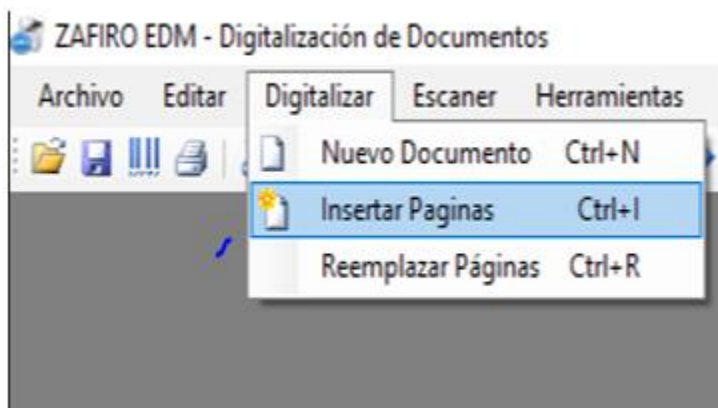 ZAFIRO EDM - Digitalización de Documentos
Archivo Editar Digitalizar Escaner Herramientas
Nuevo Documento Ctrl+N
Insertar Paginas Ctrl+I
Reemplazar Páginas Ctrl+R